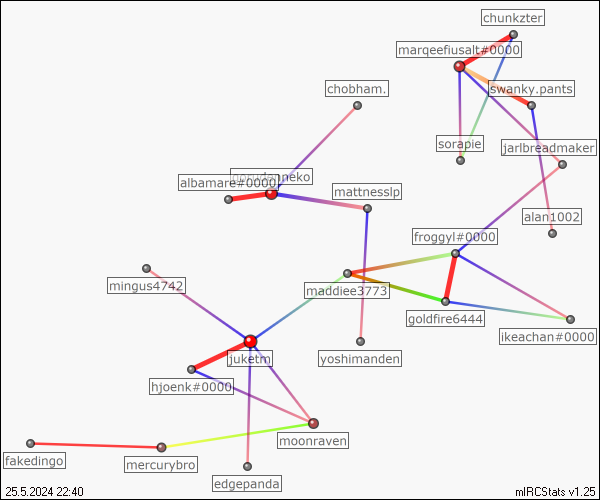 chunkzter
marqeefiusalt#0000
swanky.pants
chobham.
sorapie
jarlbreadmaker
albamare#0000
mattnesslp
alan1002
froggyl#0000
mingus4742
maddiee3773
goldfire6444
ikeachan#0000
juketm
yoshimanden
hjoenk#0000
moonraven
fakedingo
mercurybro
edgepanda
25.5.2024 22:40
mIRCStats v1.25